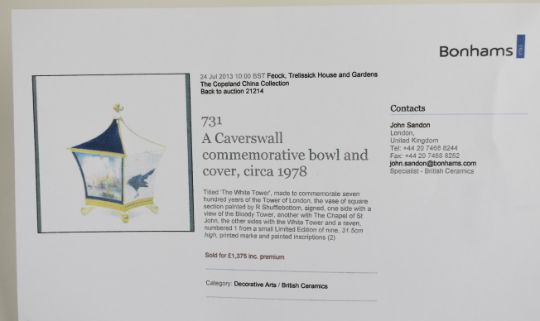 Bonhams
24 Jul 2013 10:00 BST Feock, Trelissick House and Gardens
The Copeland China Collection
Back to auction 21214
731
A Caverswall
commemorative bowl and
cover, circa 1978
Titled 'The White Tower', made to commemorate seven
hundred years of the Tower of London, the vase of square
section painted by R Shufflebottom, signed, one side with a
view of the Bloody Tower, another with The Chapel of St
John, the other sides with the White Tower and a raven,
numbered 1 from a small Limited Edition of nine, 31.5cm
high, printed marks and painted inscriptions (2)
Sold for £1,375 inc. premium
Category: Decorative Arts / British Ceramics
Contacts
John Sandon
London,
United Kingdom
Tel: +44 20 7468 8244
Fax: +44 20 7468 8252
john.sandon@bonhams.com
Specialist - British Ceramics